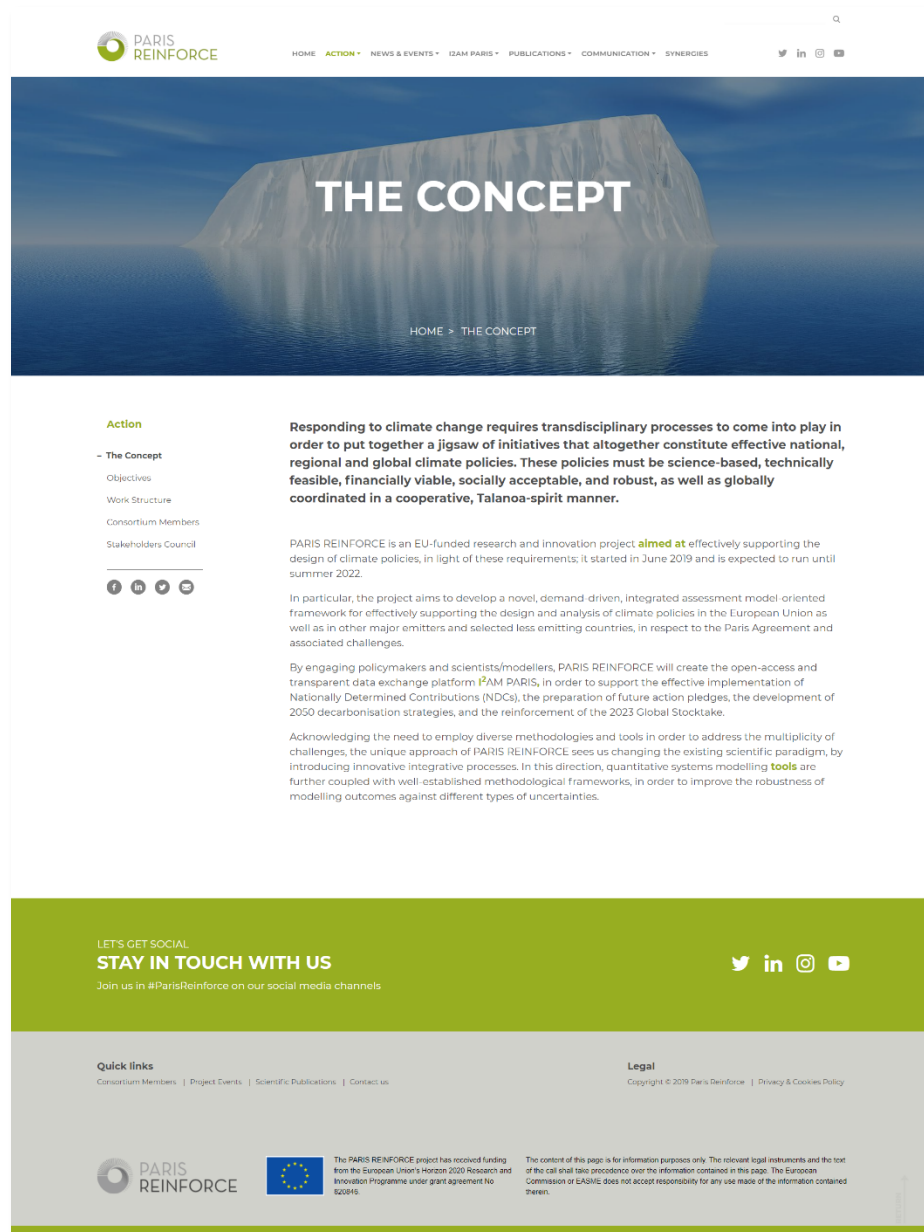 PARIS
REINFORCE
HOME ACTION NEWS & EVENTS I2AM PARIS PUBLICATIONS COMMUNICATION SYNERGIES
THE CONCEPT
HOME > THE CONCEPT
Action
– The Concept
Objectives
Work Structure
Consortium Members
Stakeholders Council
Responding to climate change requires transdisciplinary processes to come into play in
order to put together a jigsaw of initiatives that altogether constitute effective national,
regional and global climate policies. These policies must be science-based, technically
feasible, financially viable, socially acceptable, and robust, as well as globally
coordinated in a cooperative, Talanoa-spirit manner.
PARIS REINFORCE is an EU-funded research and innovation project aimed at effectively supporting the
design of climate policies, in light of these requirements; it started in June 2019 and is expected to run until
summer 2022.
In particular, the project aims to develop a novel, demand-driven, integrated assessment model-oriented
framework for effectively supporting the design and analysis of climate policies in the European Union as
well as in other major emitters and selected less emitting countries, in respect to the Paris Agreement and
associated challenges.
By engaging policymakers and scientists/modellers, PARIS REINFORCE will create the open-access and
transparent data exchange platform I²AM PARIS, in order to support the effective implementation of
Nationally Determined Contributions (NDCs), the preparation of future action pledges, the development of
2050 decarbonisation strategies, and the reinforcement of the 2023 Global Stocktake.
Acknowledging the need to employ diverse methodologies and tools in order to address the multiplicity of
challenges, the unique approach of PARIS REINFORCE sees us changing the existing scientific paradigm, by
introducing innovative integrative processes. In this direction, quantitative systems modelling tools are
further coupled with well-established methodological frameworks, in order to improve the robustness of
modelling outcomes against different types of uncertainties.
LET'S GET SOCIAL
STAY IN TOUCH WITH US
Join us in #ParisReinforce on our social media channels
Quick links
Consortium Members | Project Events | Scientific Publications | Contact us
Legal
Copyright © 2019 Paris Reinforce | Privacy & Cookies Policy
PARIS
REINFORCE
The PARIS REINFORCE project has received funding
from the European Union's Horizon 2020 Research and
Innovation Programme under grant agreement No
820846.
The content of this page is for information purposes only. The relevant legal instruments and the text
of the call shall take precedence over the information contained in this page. The European
Commission or EASME does not accept responsibility for any use made of the information contained
therein.